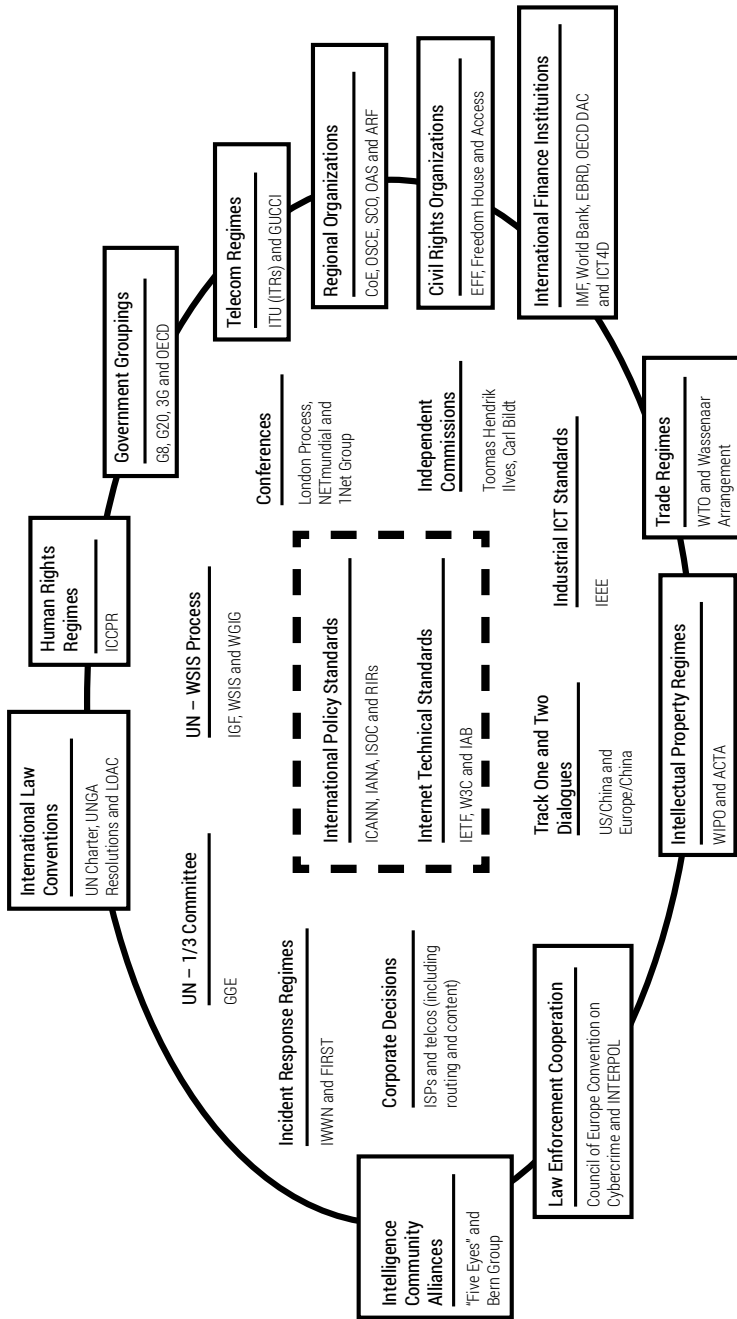 International Law
Conventions
UN Charter, UNGA
Resolutions and LOAC
Human Rights
Regimes
ICCPR
Government Groupings
G8, G20, 3G and OECD
Telecom Regimes
ITU (ITRs) and GUCCI
Regional Organizations
CoE, OSCE, SCO, OAS and ARF
Civil Rights Organizations
EFF, Freedom House and Access
International Finance Instituitions
IMF, World Bank, EBRD, OECD DAC
and ICT4D
Trade Regimes
WTO and Wassenaar
Arrangement
Intellectual Property Regimes
WIPO and ACTA
Law Enforcement Cooperation
Council of Europe Convention on
Cybercrime and INTERPOL
Intelligence
Community
Alliances
"Five Eyes" and
Bern Group
UN – 1/3 Committee
GGE
UN – WSIS Process
IGF, WSIS and WGIG
Conferences
London Process,
NETmundial and
1Net Group
Incident Response Regimes
IWWN and FIRST
International Policy Standards
ICANN, IANA, ISOC and RIRs
Independent
Commissions
Toomas Hendrik
Ilves, Carl Bildt
Corporate Decisions
ISPs and telcos (including
routing and content)
Internet Technical Standards
IETF, W3C and IAB
Track One and Two
Dialogues
US/China and
Europe/China
Industrial ICT Standards
IEEE